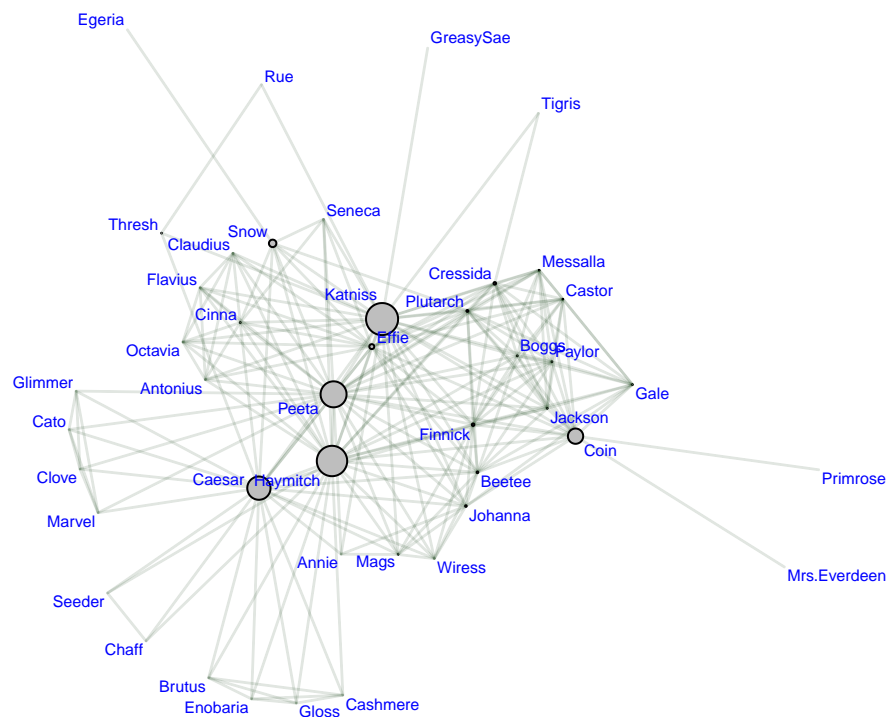 Egeria
GreasySae
Rue
Tigris
Seneca
Thresh
Snow
Claudius
Messalla
Cressida
Flavius
Katniss
Plutarch
Castor
Cinna
Effie
Octavia
Boggs
Paylor
Glimmer
Antonius
Gale
Peeta
Cato
Jackson
Finnick
Coin
Clove
Caesar
Haymitch
Beetee
Primrose
Marvel
Johanna
Annie
Mags
Wiress
Mrs.Everdeen
Seeder
Chaff
Brutus
Enobaria
Gloss
Cashmere